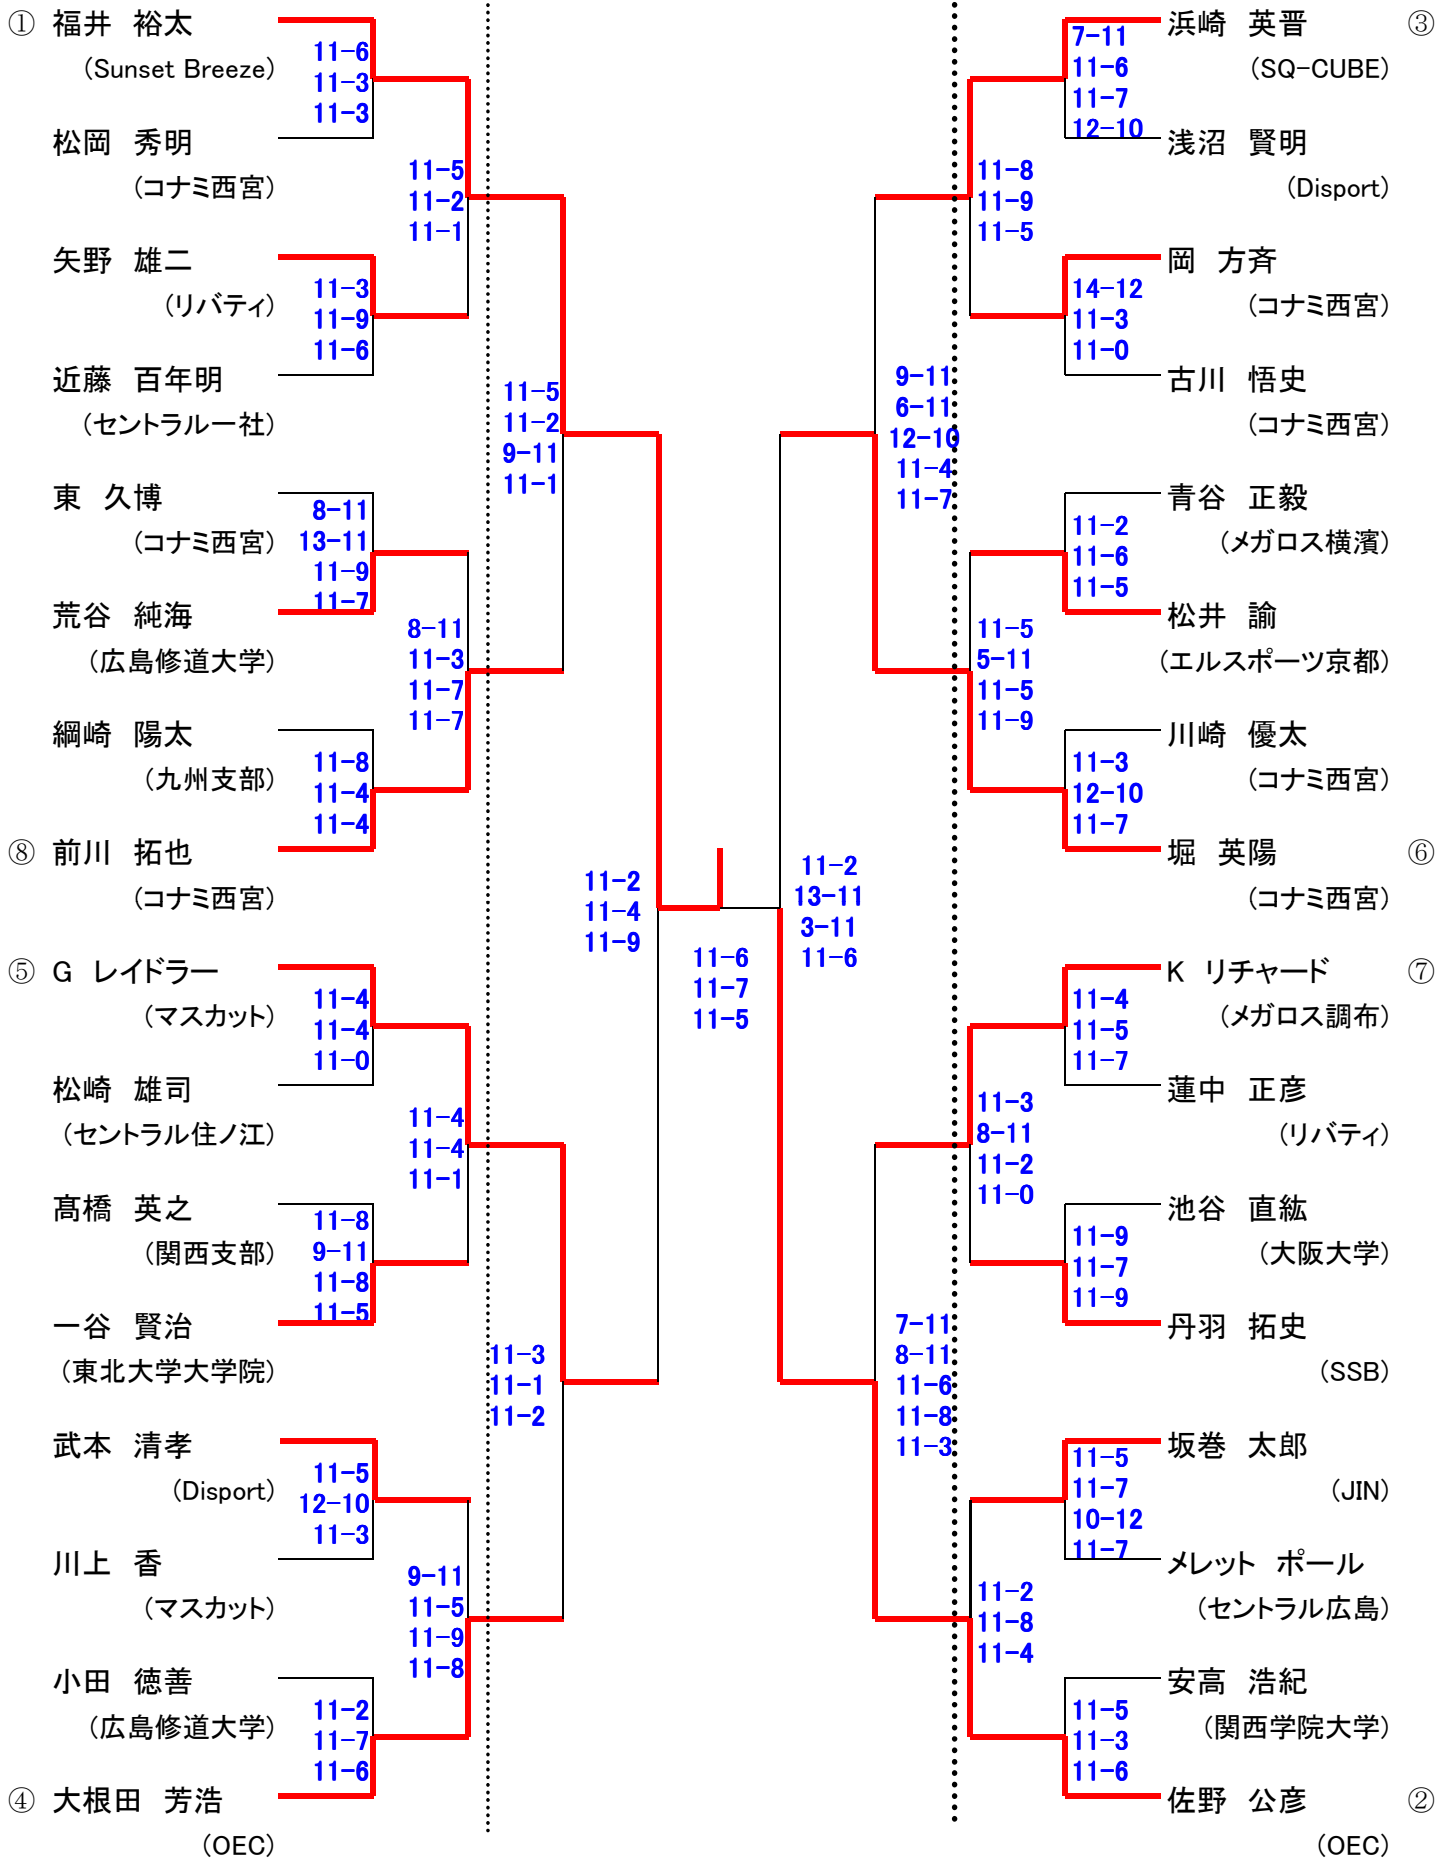 ① 福井 裕太
(Sunset Breeze)
11-6
11-3
11-3
松岡 秀明
(コナミ西宮)
11-5
11-2
11-1
矢野 雄二
(リバティ)
11-3
11-9
11-6
近藤 百年明
(セントラル一社)
11-5
11-2
9-11
11-1
東 久博
(コナミ西宮)
8-11
13-11
11-9
11-7
荒谷 純海
(広島修道大学)
8-11
11-3
11-7
11-7
綱崎 陽太
(九州支部)
11-8
11-4
11-4
⑧ 前川 拓也
(コナミ西宮)
11-2
11-4
11-9
⑤ G レイドラー
(マスカット)
11-4
11-4
11-0
松崎 雄司
(セントラル住ノ江)
11-4
11-4
11-1
髙橋 英之
(関西支部)
11-8
9-11
11-8
11-5
一谷 賢治
(東北大学大学院)
11-3
11-1
11-2
武本 清孝
(Disport)
11-5
12-10
11-3
川上 香
(マスカット)
9-11
11-5
11-9
11-8
小田 徳善
(広島修道大学)
11-2
11-7
11-6
④ 大根田 芳浩
(OEC)
11-6
11-7
11-5
浜崎 英晋 ③
(SQ-CUBE)
7-11
11-6
11-7
12-10
浅沼 賢明
(Disport)
11-8
11-9
11-5
岡 方斉
(コナミ西宮)
14-12
11-3
11-0
古川 悟史
(コナミ西宮)
9-11
6-11
12-10
11-4
11-7
青谷 正毅
(メガロス横濱)
11-2
11-6
11-5
松井 諭
(エルスポーツ京都)
11-5
5-11
11-5
11-9
川崎 優太
(コナミ西宮)
11-3
12-10
11-7
堀 英陽 ⑥
(コナミ西宮)
11-2
13-11
3-11
11-6
K リチャード ⑦
(メガロス調布)
11-4
11-5
11-7
蓮中 正彦
(リバティ)
11-3
8-11
11-2
11-0
池谷 直紘
(大阪大学)
11-9
11-7
11-9
丹羽 拓史
(SSB)
7-11
8-11
11-6
11-8
11-3
坂巻 太郎
(JIN)
11-5
11-7
10-12
11-7
メレット ポール
(セントラル広島)
11-2
11-8
11-4
安高 浩紀
(関西学院大学)
11-5
11-3
11-6
佐野 公彦 ②
(OEC)